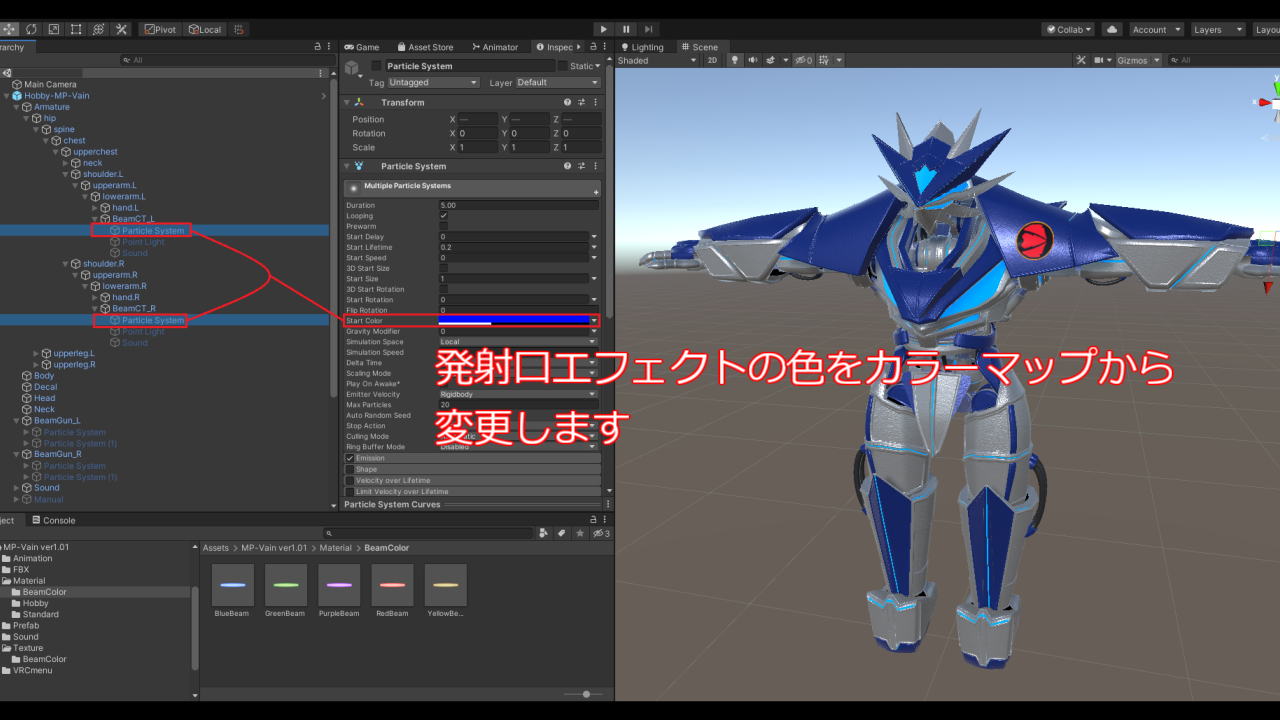 Pivot
Local
Collab
Account
Layers
Layou
rarchy
All
Main Camera
Hobby-MP-Vain
Armature
hip
spine
chest
upperchest
neck
shoulder.L
upperarm.L
lowerarm.L
hand.L
BeamCT_L
Particle System
Point Light
Sound
shoulder.R
upperarm.R
lowerarm.R
hand.R
BeamCT_R
Particle System
Point Light
Sound
upperleg.L
upperleg.R
Body
Decal
Head
Neck
BeamGun_L
Particle System
Particle System (1)
BeamGun_R
Particle System
Particle System (1)
Sound
Manual
Game
Asset Store
Animator
Inspec
Particle System
Static
Tag Untagged
Layer Default
Transform
Position X — Y — Z —
Rotation X 0 Y 0 Z 0
Scale X 1 Y 1 Z 1
Particle System
Multiple Particle Systems
Duration 5.00
Looping
Prewarm
Start Delay 0
Start Lifetime 0.2
Start Speed 0
3D Start Size
Start Size 1
3D Start Rotation
Start Rotation 0
Flip Rotation 0
Start Color
Gravity Modifier 0
Simulation Space Local
Simulation Speed
Delta Time
Scaling Mode
Play On Awake*
Emitter Velocity Rigidbody
Max Particles 20
Auto Random Seed
Stop Action
Culling Mode
Ring Buffer Mode Disabled
Emission
Shape
Velocity over Lifetime
Limit Velocity over Lifetime
Particle System Curves
Lighting
Scene
Shaded
2D
0
Gizmos
All
y
x
発射口エフェクトの色をカラーマップから
変更します
ject
Console
3
MP-Vain ver1.01
Animation
FBX
Material
BeamColor
Hobby
Standard
Prefab
Sound
Texture
BeamColor
VRCmenu
Assets > MP-Vain ver1.01 > Material > BeamColor
BlueBeam
GreenBeam
PurpleBeam
RedBeam
YellowBe...